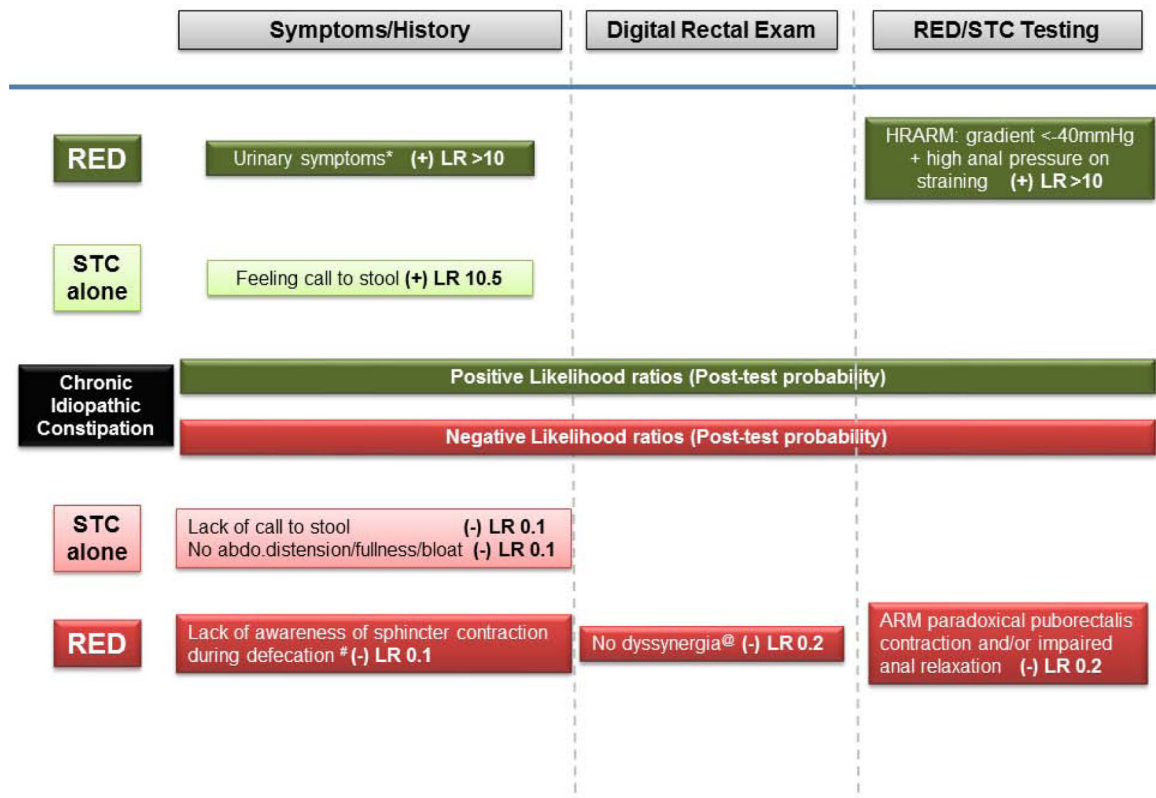 Symptoms/History
Digital Rectal Exam
RED/STC Testing
RED
Urinary symptoms* (+) LR >10
HRARM: gradient <-40mmHg
+ high anal pressure on
straining (+) LR >10
STC
alone
Feeling call to stool (+) LR 10.5
Chronic
Idiopathic
Constipation
Positive Likelihood ratios (Post-test probability)
Negative Likelihood ratios (Post-test probability)
STC
alone
Lack of call to stool (-) LR 0.1
No abdo.distension/fullness/bloat (-) LR 0.1
RED
Lack of awareness of sphincter contraction
during defecation # (-) LR 0.1
No dyssynergia@ (-) LR 0.2
ARM paradoxical puborectalis
contraction and/or impaired
anal relaxation (-) LR 0.2